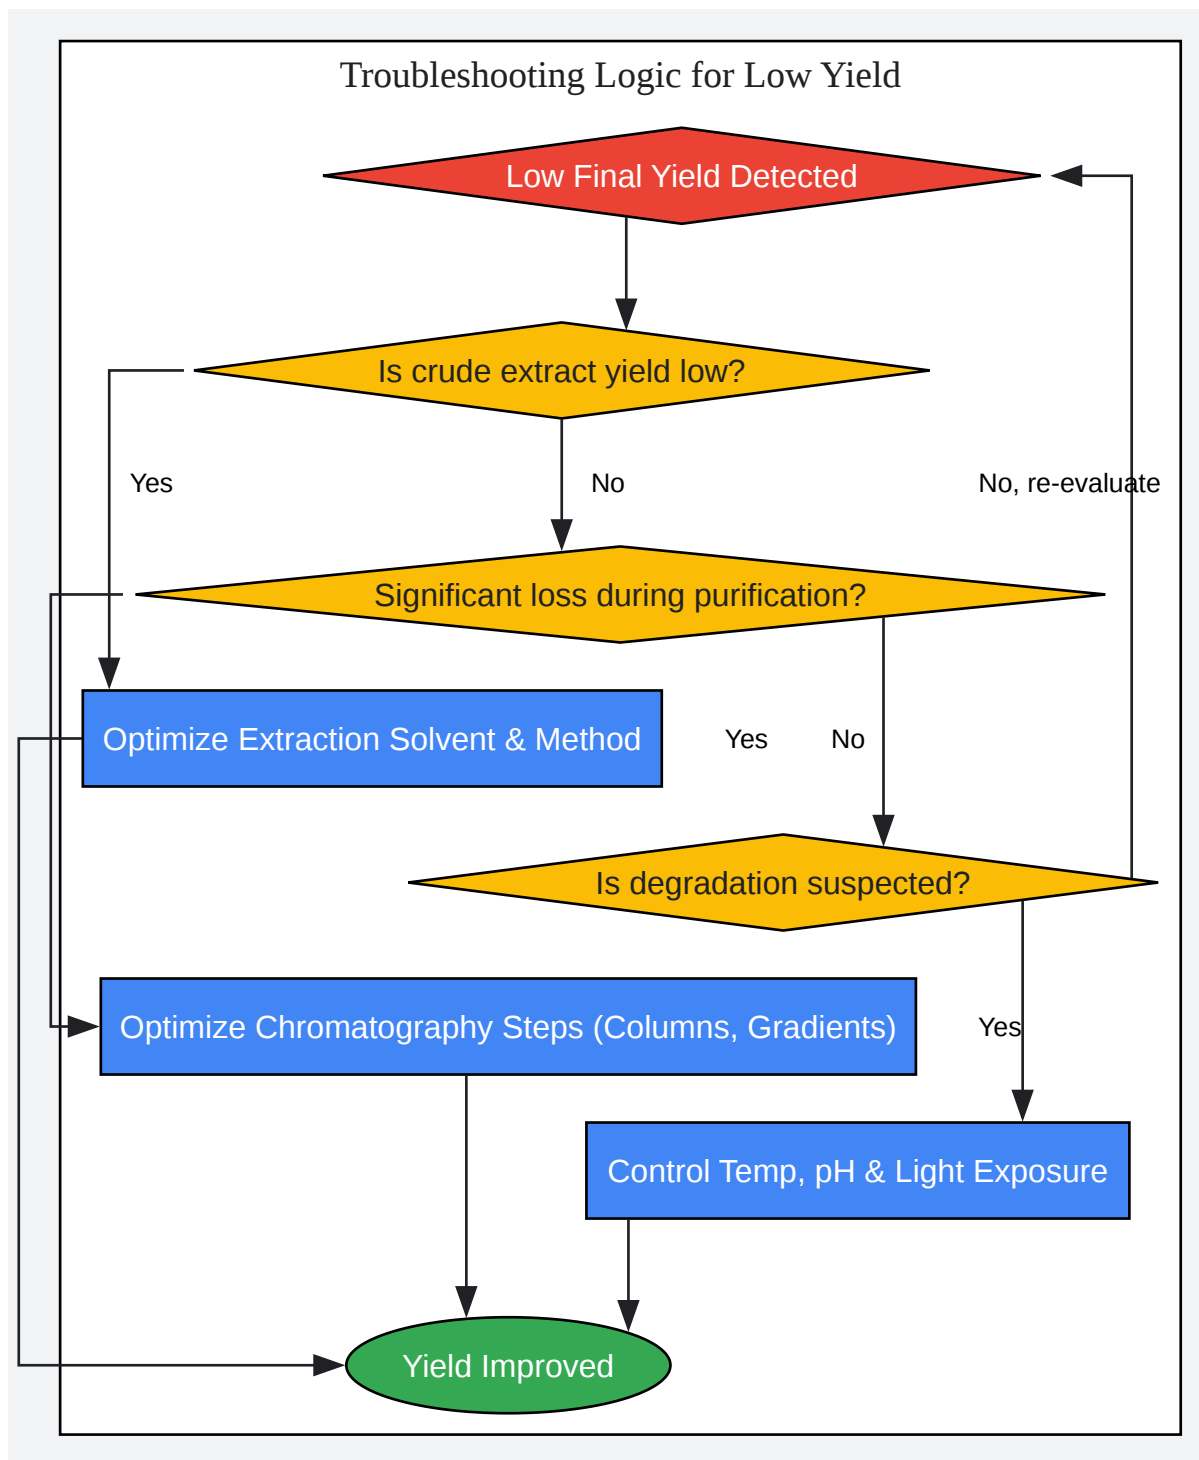 Troubleshooting Logic for Low Yield
Low Final Yield Detected
Is crude extract yield low?
Yes
No
No, re-evaluate
Significant loss during purification?
Optimize Extraction Solvent & Method
Yes
No
Is degradation suspected?
Optimize Chromatography Steps (Columns, Gradients)
Yes
Control Temp, pH & Light Exposure
Yield Improved